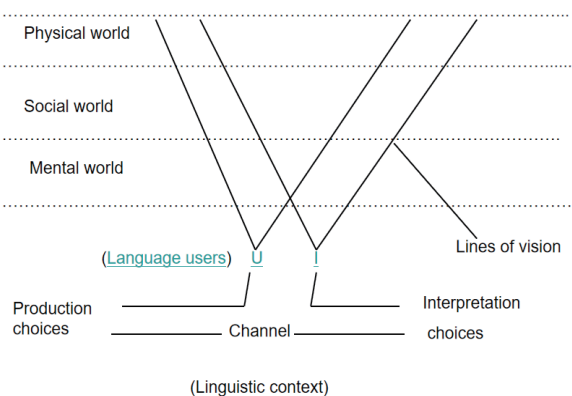 Physical world
Social world
Mental world
Lines of vision
(Language users) U I
Production
choices
Interpretation
choices
Channel
(Linguistic context)